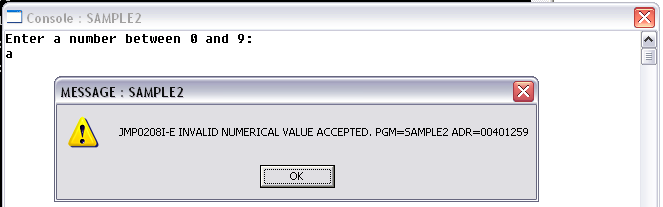 Console : SAMPLE2
Enter a number between 0 and 9:
a
MESSAGE : SAMPLE2
JMP0208I-E INVALID NUMERICAL VALUE ACCEPTED. PGM=SAMPLE2 ADR=00401259
OK